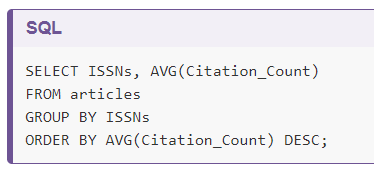 SQL
SELECT ISSNs, AVG(Citation_Count)
FROM articles
GROUP BY ISSNs
ORDER BY AVG(Citation_Count) DESC;